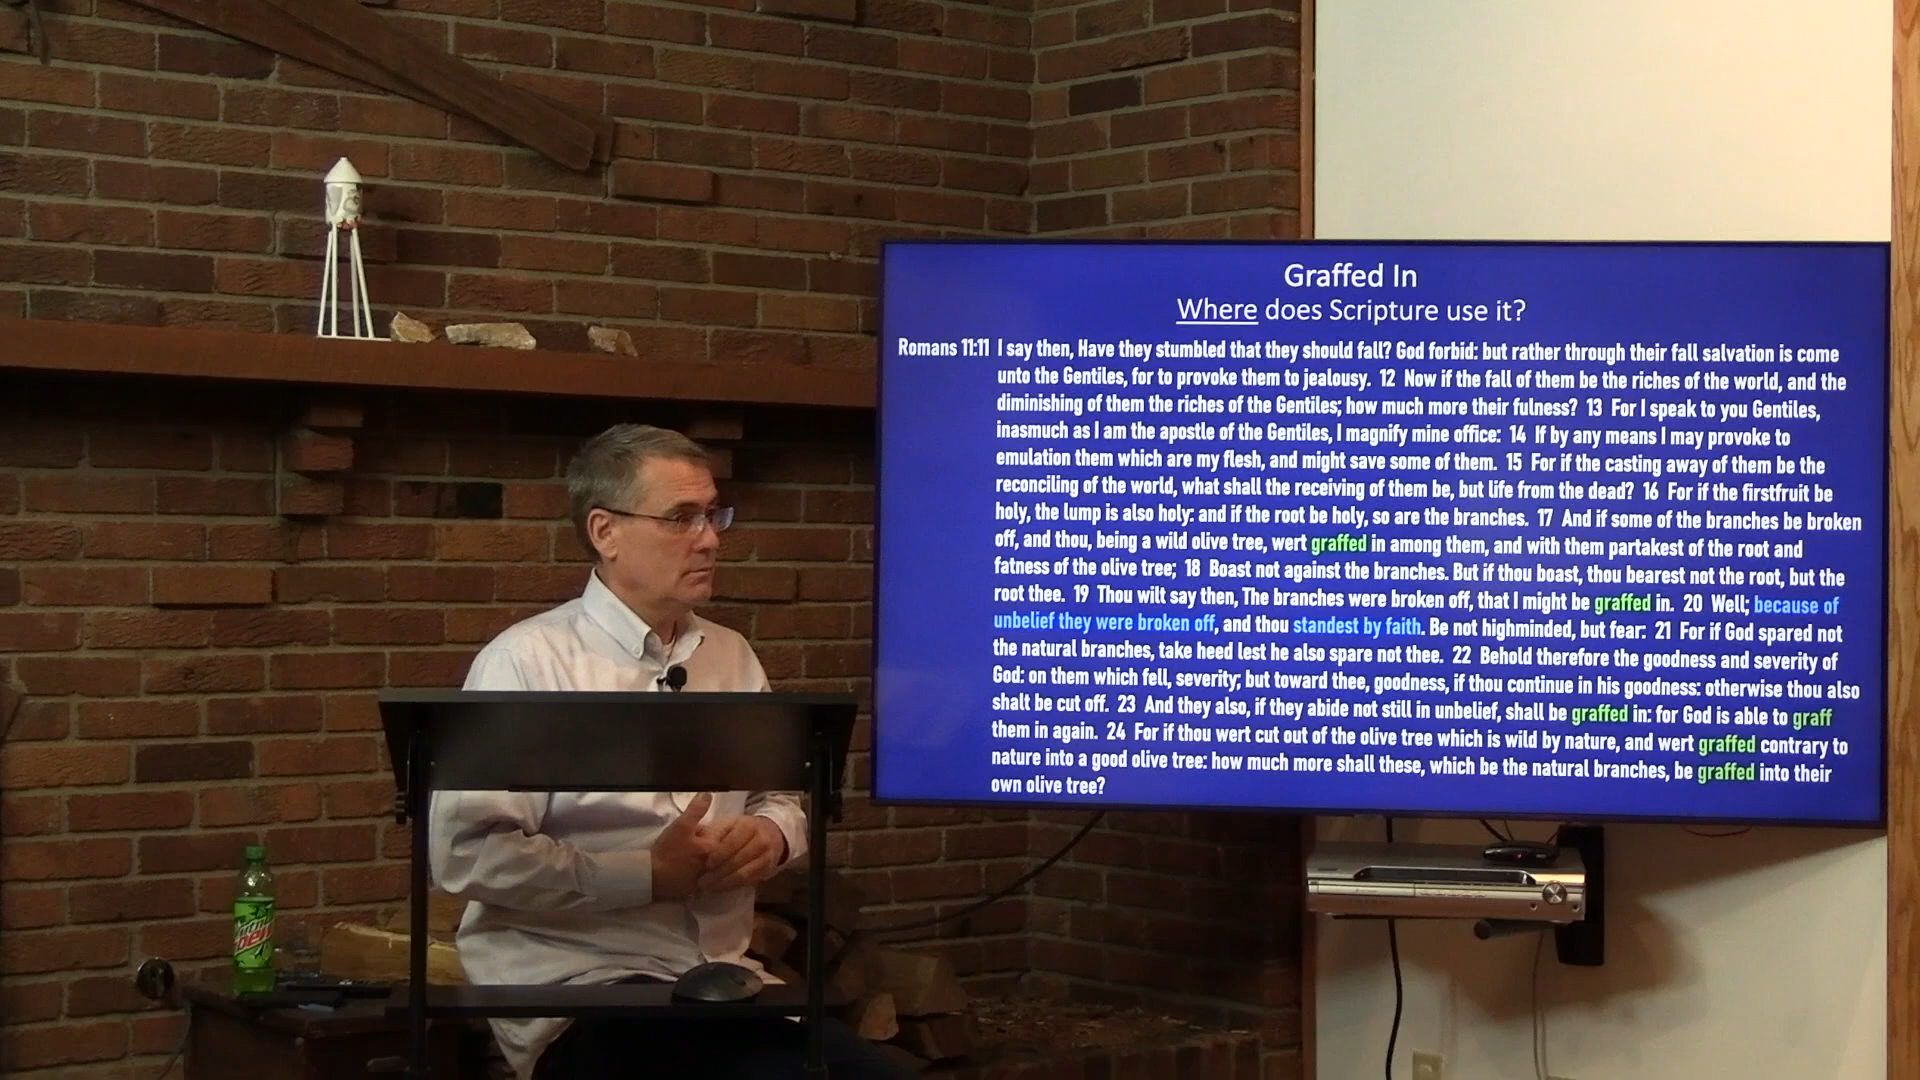 Graffed In
Where does Scripture use it?
Romans 11:11 I say then, Have they stumbled that they should fall? God forbid: but rather through their fall salvation is come
unto the Gentiles, for to provoke them to jealousy. 12 Now if the fall of them be the riches of the world, and the
diminishing of them the riches of the Gentiles; how much more their fulness? 13 For I speak to you Gentiles,
inasmuch as I am the apostle of the Gentiles, I magnify mine office: 14 If by any means I may provoke to
emulation them which are my flesh, and might save some of them. 15 For if the casting away of them be the
reconciling of the world, what shall the receiving of them be, but life from the dead? 16 For if the firstfruit be
holy, the lump is also holy: and if the root be holy, so are the branches. 17 And if some of the branches be broken
off, and thou, being a wild olive tree, wert graffed in among them, and with them partakest of the root and
fatness of the olive tree; 18 Boast not against the branches. But if thou boast, thou bearest not the root, but the
root thee. 19 Thou wilt say then, The branches were broken off, that I might be graffed in. 20 Well; because of
unbelief they were broken off, and thou standest by faith. Be not highminded, but fear: 21 For if God spared not
the natural branches, take heed lest he also spare not thee. 22 Behold therefore the goodness and severity of
God: on them which fell, severity; but toward thee, goodness, if thou continue in his goodness: otherwise thou also
shalt be cut off. 23 And they also, if they abide not still in unbelief, shall be graffed in: for God is able to graff
them in again. 24 For if thou wert cut out of the olive tree which is wild by nature, and wert graffed contrary to
nature into a good olive tree: how much more shall these, which be the natural branches, be graffed into their
own olive tree?